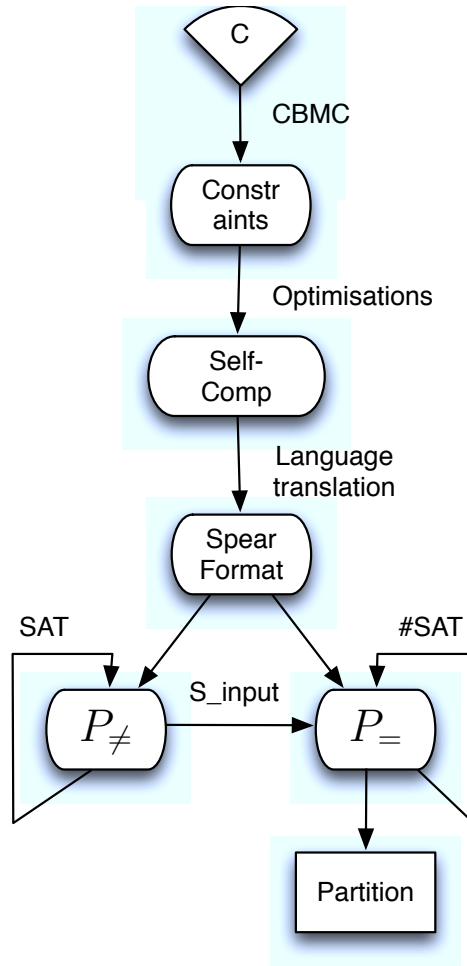 C
CBMC
Constr
aints
Optimisations
Self-
Comp
Language
translation
Spear
Format
SAT
#SAT
S_input
P≠
P=
Partition